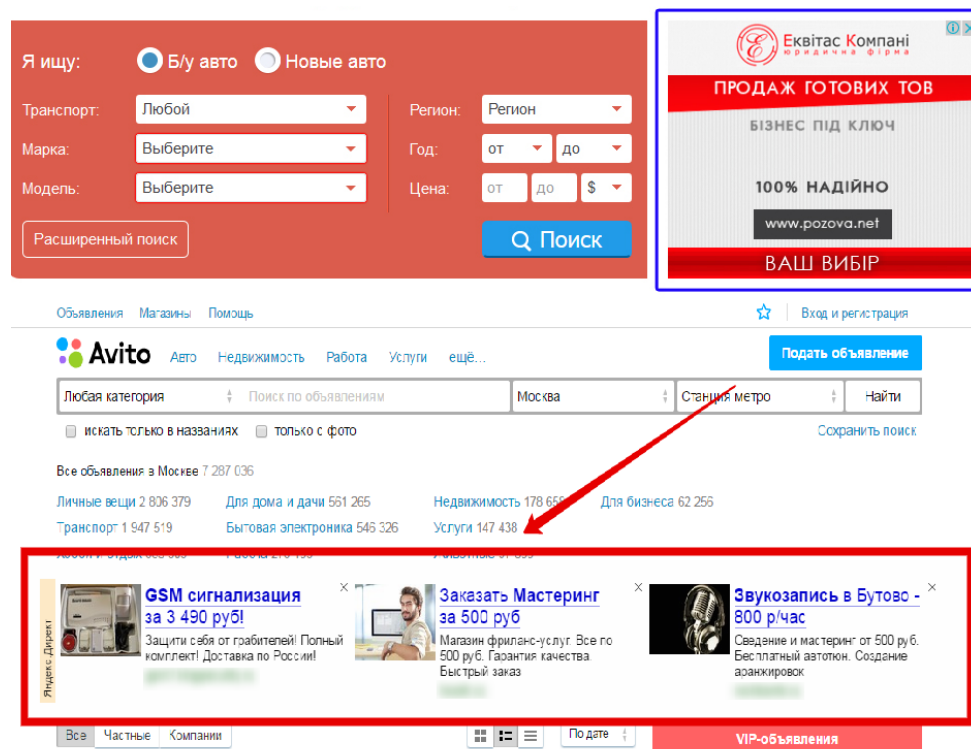 Я ищу: Б/у авто Новые авто
Транспорт: Любой Регион: Регион
Марка: Выберите Год: от до
Модель: Выберите Цена: от до $
Расширенный поиск Поиск
Еквітас Компані
юридична фірма
ПРОДАЖ ГОТОВИХ ТОВ
БІЗНЕС ПІД КЛЮЧ
100% НАДІЙНО
www.pozova.net
ВАШ ВИБІР
Объявления Магазины Помощь Вход и регистрация
Avito Авто Недвижимость Работа Услуги ещё... Подать объявление
Любая категория Поиск по объявлениям Москва Станция метро Найти
искать только в названиях только с фото Сохранить поиск
Все объявления в Москве 7 287 036
Личные вещи 2 806 379 Для дома и дачи 561 265 Недвижимость 178 Для бизнеса 62 256
Транспорт 1 947 519 Бытовая электроника 546 326 Услуги 147 438
Яндекс.Директ
GSM сигнализация
за 3 490 руб!
Защити себя от грабителей! Полный
комплект! Доставка по России!
Заказать Мастеринг
за 500 руб
Магазин фриланс-услуг. Все по
500 руб. Гарантия качества.
Быстрый заказ
Звукозапись в Бутово -
800 р/час
Сведение и мастеринг от 500 руб.
Бесплатный автотюн. Создание
аранжировок
Все Частные Компании По дате VIP-объявления